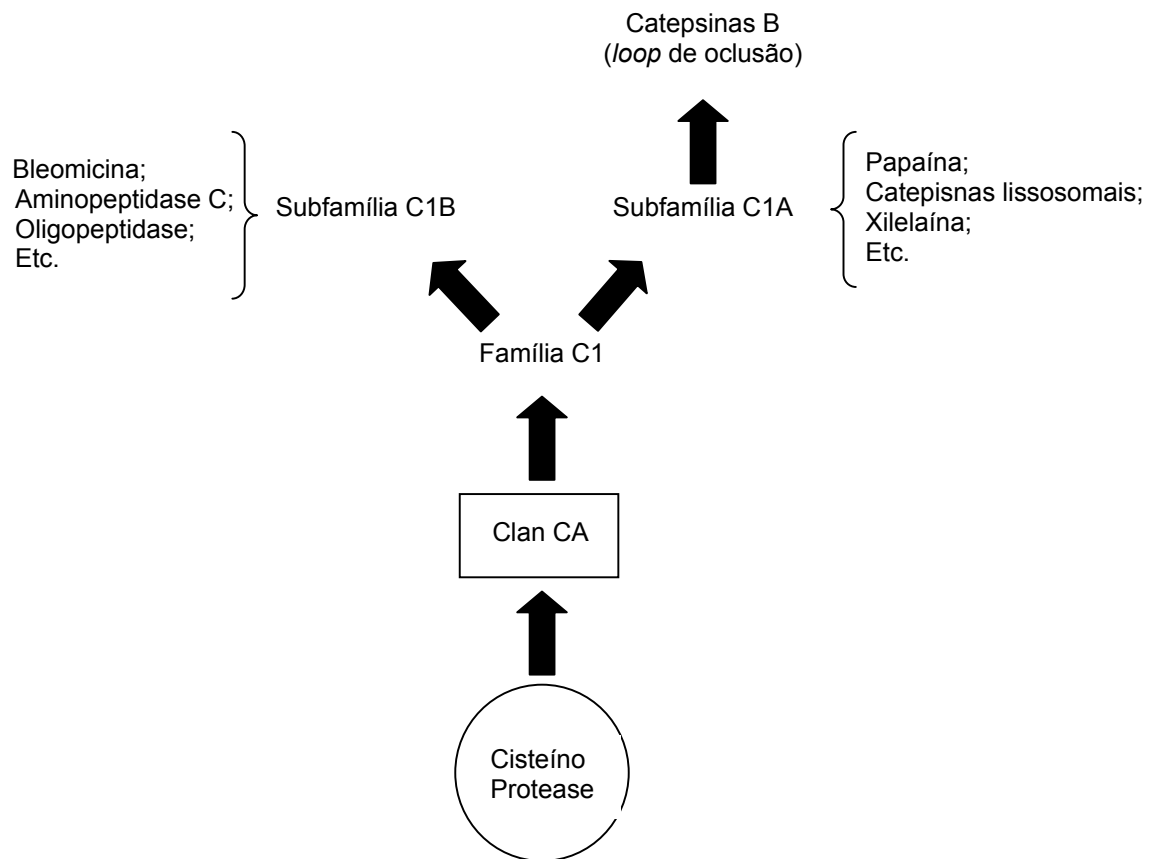 Catepsinas B
(loop de oclusão)
Bleomicina;
Aminopeptidase C;
Oligopeptidase;
Etc.
Subfamília C1B
Subfamília C1A
Papaína;
Catepisnas lissosomais;
Xilelaína;
Etc.
Família C1
Clan CA
Cisteíno
Protease